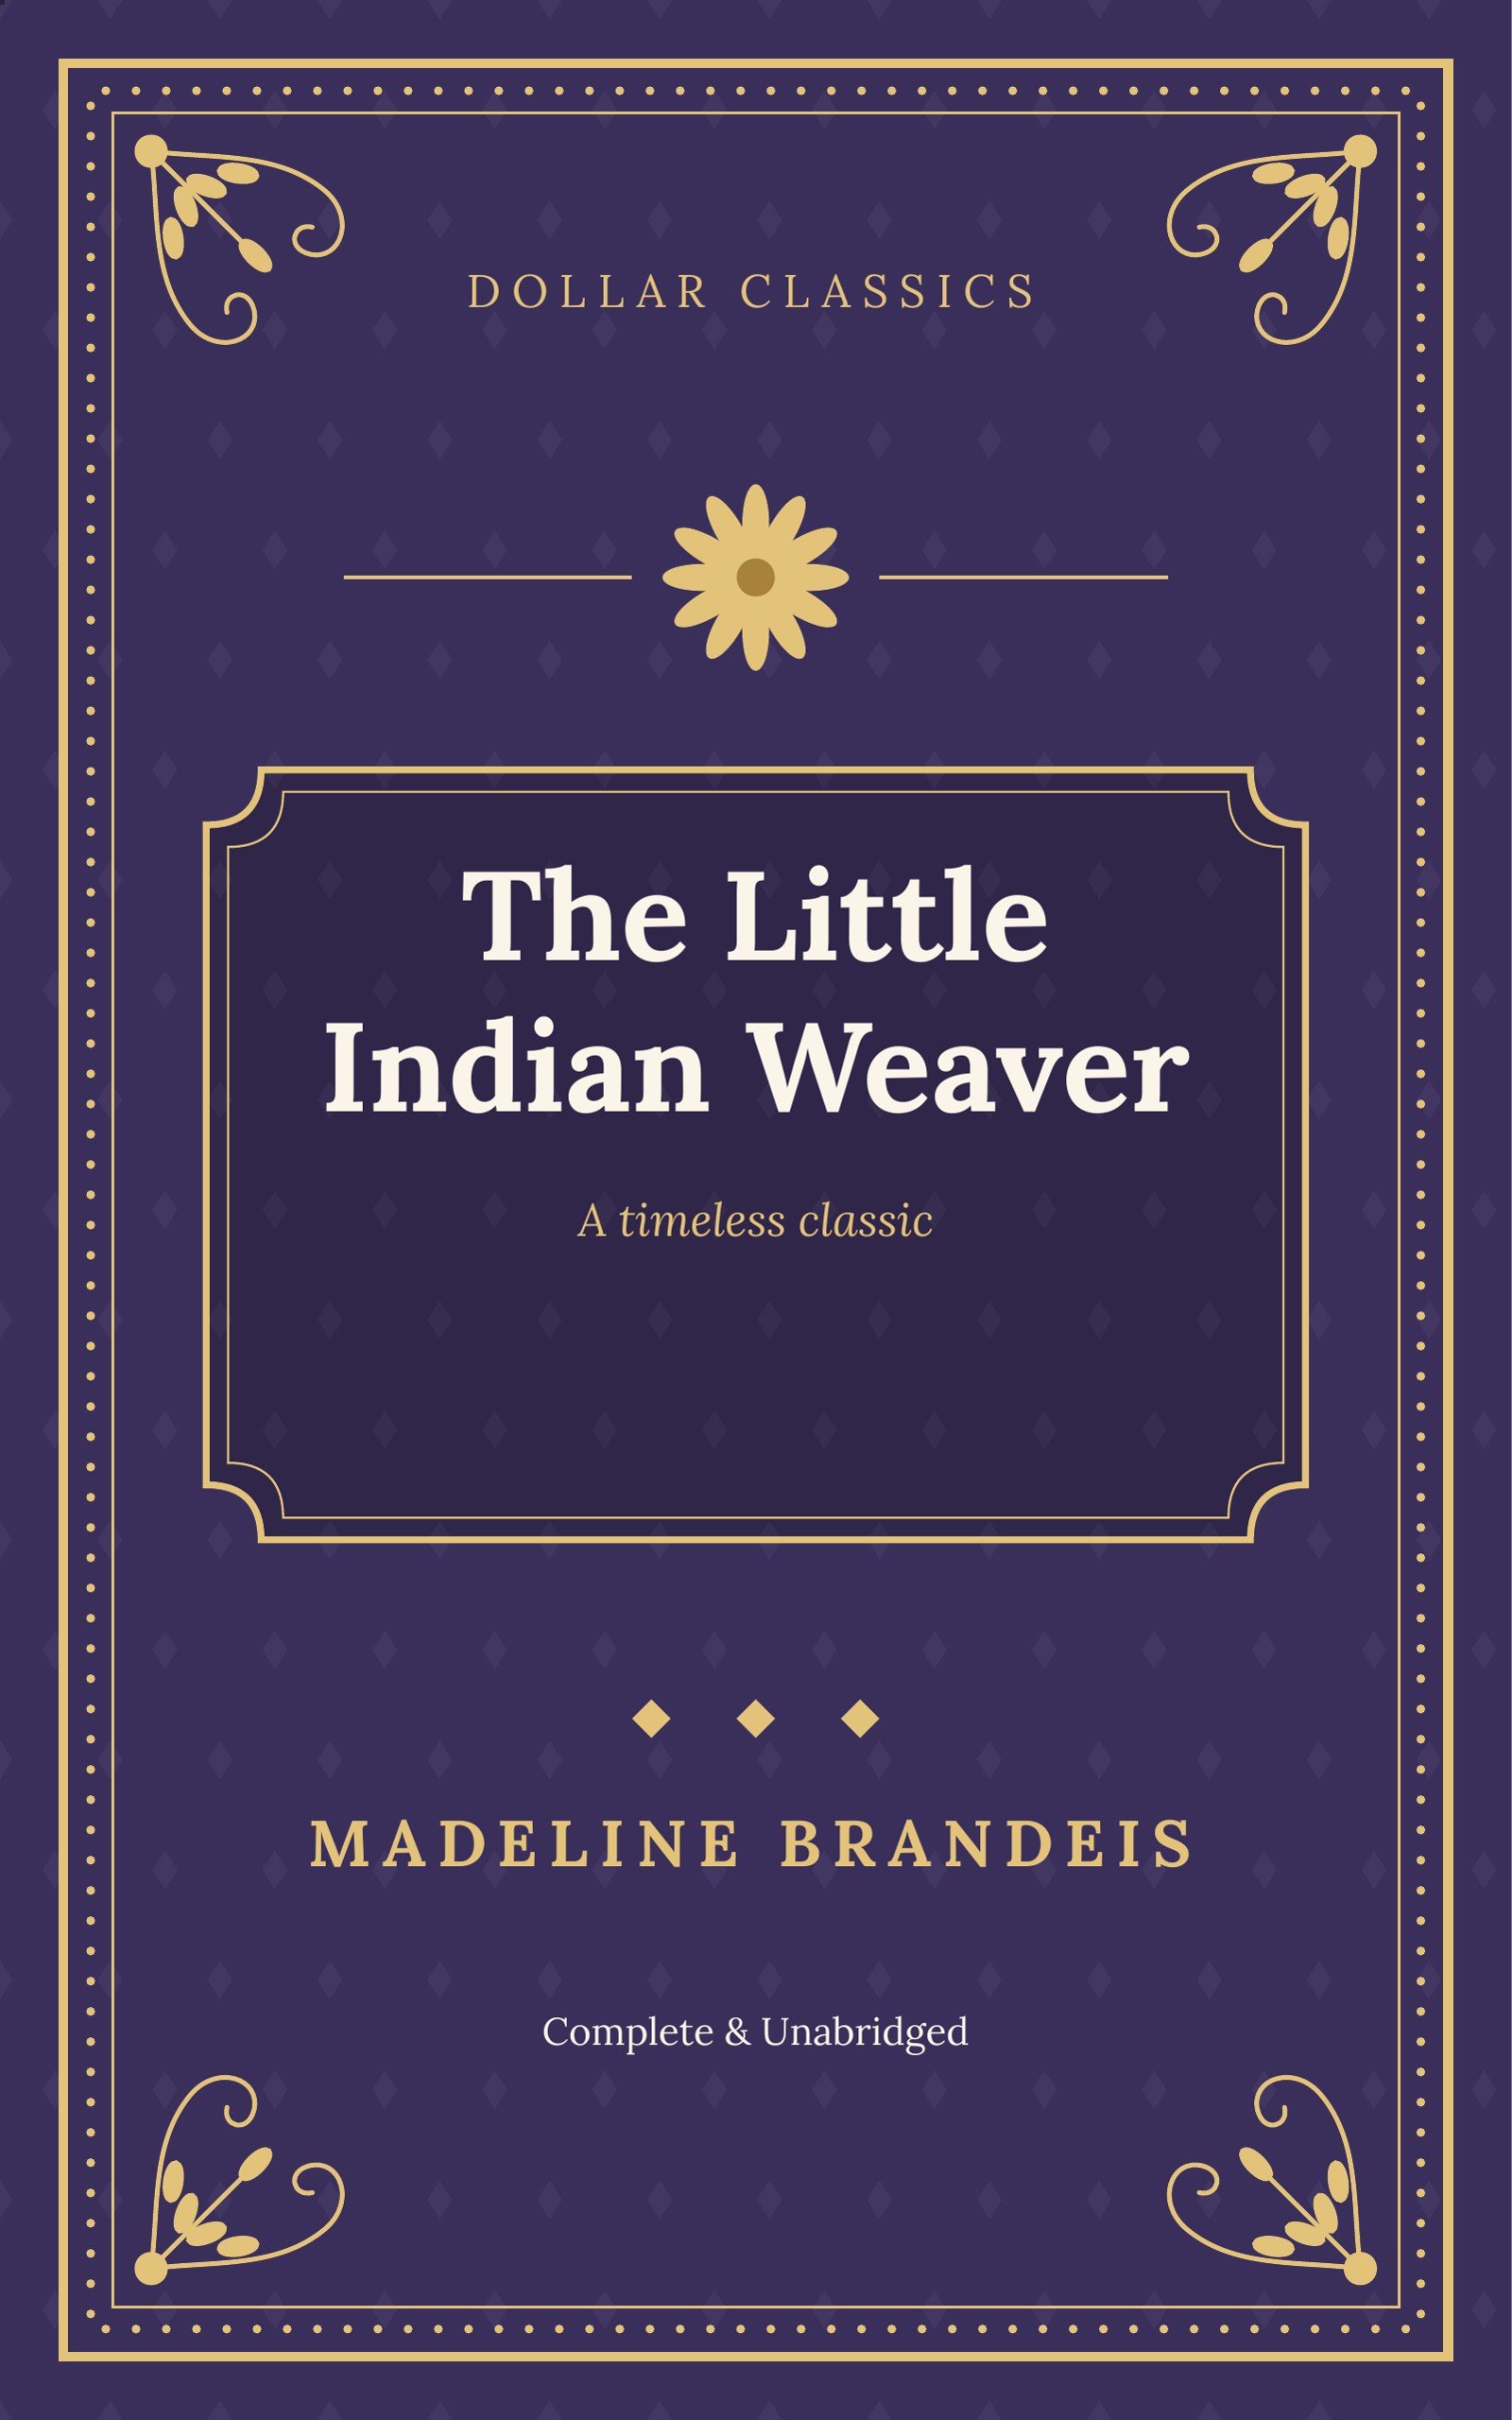 DOLLAR CLASSICS
The Little
Indian Weaver
A timeless classic
MADELINE BRANDEIS
Complete & Unabridged